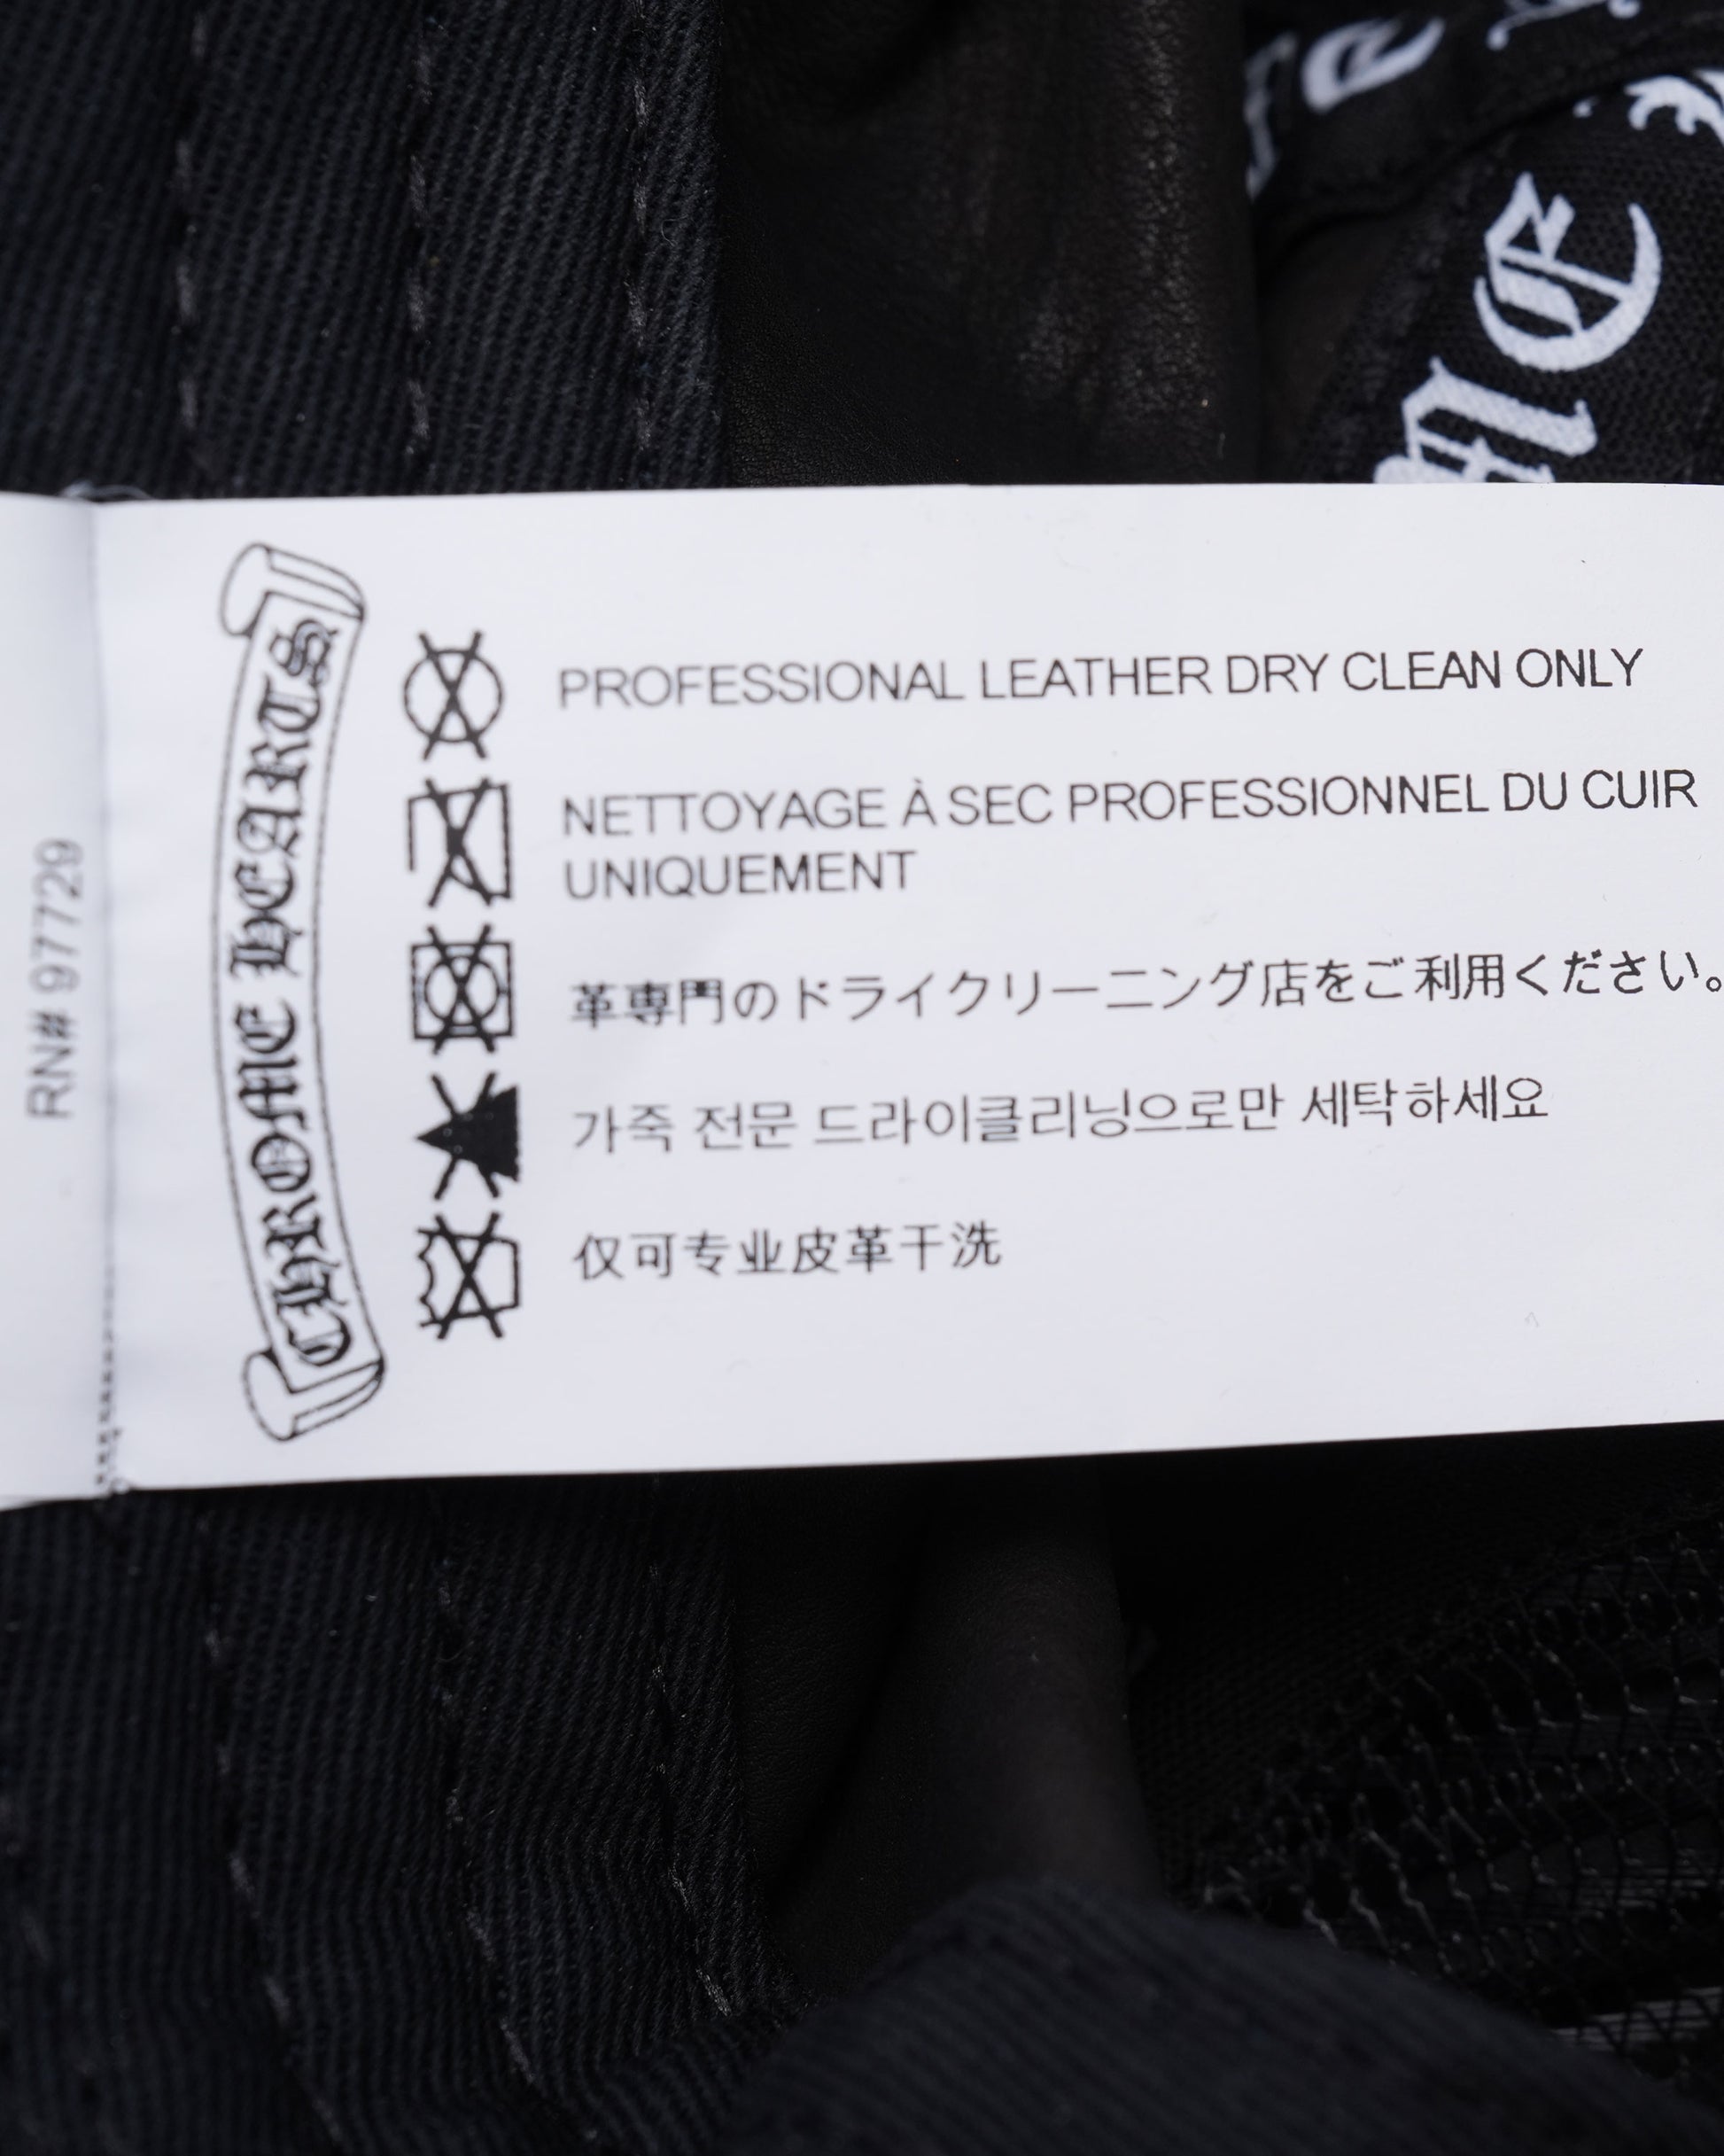 RN# 97729
CHROME HEARTS
PROFESSIONAL LEATHER DRY CLEAN ONLY
NETTOYAGE À SEC PROFESSIONNEL DU CUIR
UNIQUEMENT
革専門のドライクリーニング店をご利用ください。
가죽 전문 드라이클리닝으로만 세탁하세요
仅可专业皮革干洗